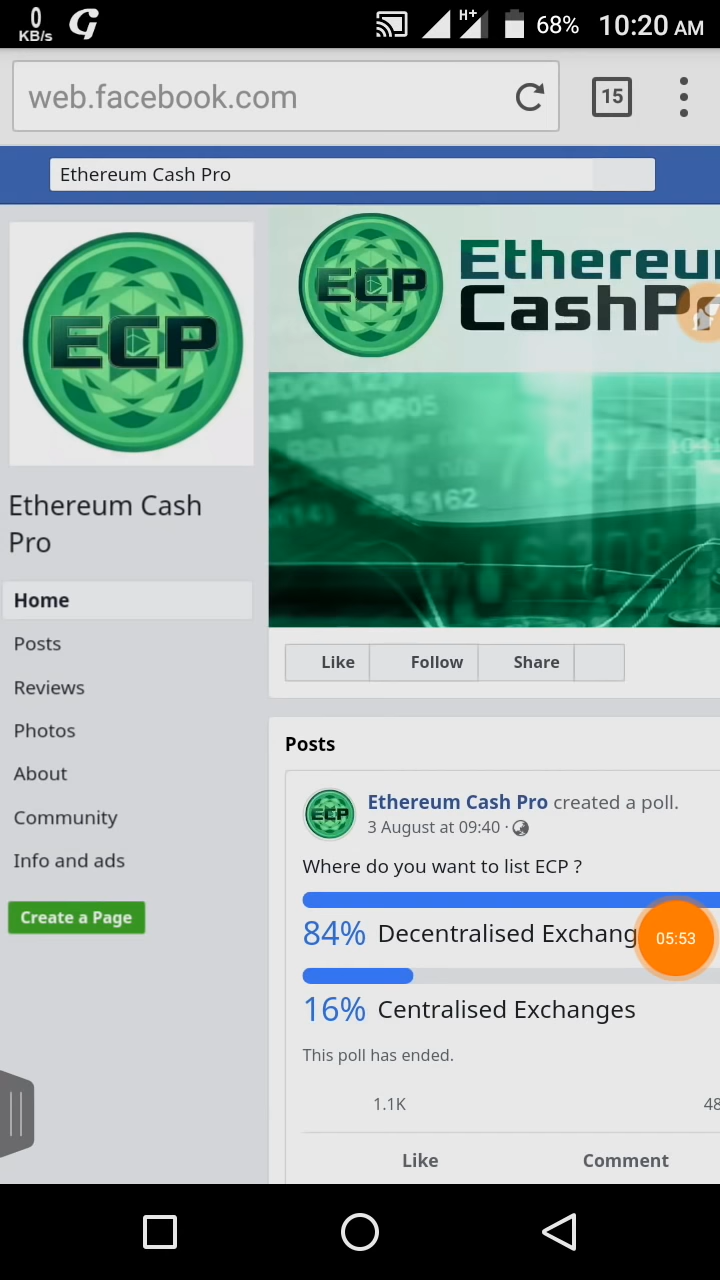 0
KB/s
H+
68%
10:20 AM
web.facebook.com
15
Ethereum Cash Pro
ECP
ECP
Ethereu
CashP
Ethereum Cash
Pro
Home
Posts
Reviews
Photos
About
Community
Info and ads
Create a Page
Like
Follow
Share
Posts
ECP
Ethereum Cash Pro created a poll.
3 August at 09:40 ·
Where do you want to list ECP ?
84% Decentralised Exchang
05:53
16% Centralised Exchanges
This poll has ended.
1.1K
48
Like
Comment